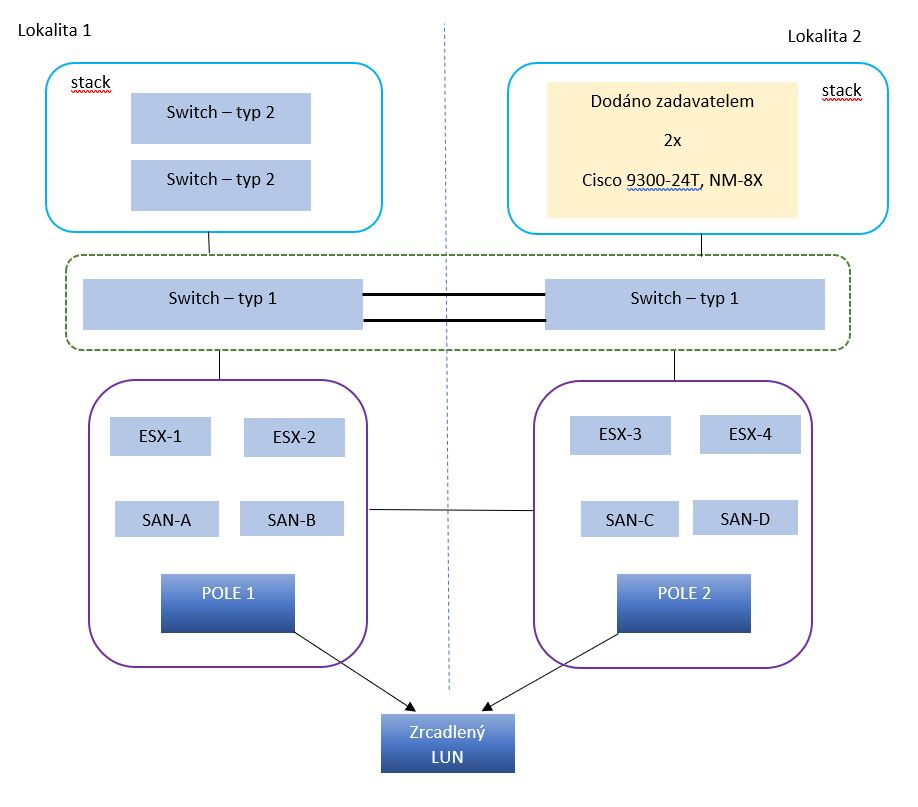 Lokalita 1
Lokalita 2
stack
Switch – typ 2
Switch – typ 2
Dodáno zadavatelem
2x
Cisco 9300-24T, NM-8X
stack
Switch – typ 1
Switch – typ 1
ESX-1
ESX-2
SAN-A
SAN-B
POLE 1
ESX-3
ESX-4
SAN-C
SAN-D
POLE 2
Zrcadlený
LUN